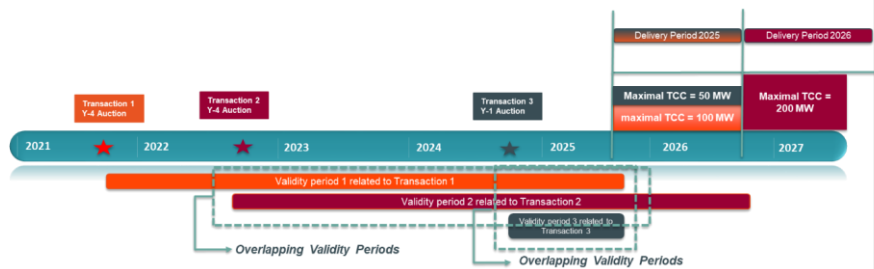 Delivery Period 2025
Delivery Period 2026
Transaction 1
Y-4 Auction
Transaction 2
Y-4 Auction
Transaction 3
Y-1 Auction
Maximal TCC = 50 MW
maximal TCC = 100 MW
Maximal TCC =
200 MW
2021
2022
2023
2024
2025
2026
2027
Validity period 1 related to Transaction 1
Validity period 2 related to Transaction 2
Validity period 3 related to
Transaction 3
Overlapping Validity Periods
Overlapping Validity Periods